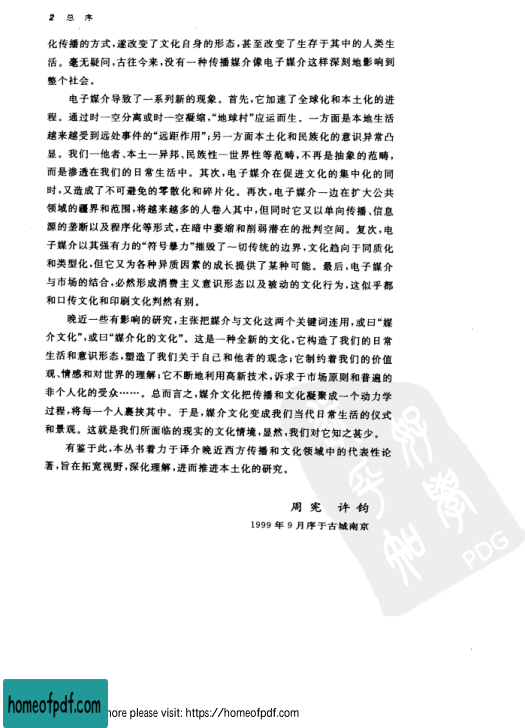 2 总 序
化传播的方式,遂改变了文化自身的形态,甚至改变了生存于其中的人类生
活。毫无疑问,古往今来,没有一种传播媒介像电子媒介这样深刻地影响到
整个社会。
电子媒介导致了一系列新的现象。首先,它加速了全球化和本土化的进
程。通过时—空分离或时—空凝缩,“地球村”应运而生。一方面是本地生活
越来越受到远处事件的“远距作用”;另一方面本土化和民族化的意识异常凸
显。我们—他者、本土—异邦、民族性—世界性等范畴,不再是抽象的范畴,
而是渗透在我们的日常生活中。其次,电子媒介在促进文化的集中化的同
时,又造成了不可避免的零散化和碎片化。再次,电子媒介一边在扩大公共
领域的疆界和范围,将越来越多的人卷入其中,但同时它又以单向传播、信息
源的垄断以及程序化等形式,在暗中萎缩和削弱潜在的批判空间。复次,电子
媒介以其强有力的“符号暴力”摧毁了一切传统的边界,文化趋向于同质化
和类型化,但它又为各种异质因素的成长提供了某种可能。最后,电子媒介
与市场的结合,必然形成消费主义意识形态以及被动的文化行为,这似乎都
和口传文化和印刷文化判然有别。
晚近一些有影响的研究,主张把媒介与文化这两个关键词连用,或曰“媒
介文化”,或曰“媒介化的文化”。这是一种全新的文化,它构造了我们的日常
生活和意识形态,塑造了我们关于自己和他者的观念;它制约着我们的价值
观、情感和对世界的理解;它不断地利用高新技术,诉求于市场原则和普遍的
非个人化的受众……。总而言之,媒介文化把传播和文化凝聚成一个动力学
过程,将每一个人裹挟其中。于是,媒介文化变成我们当代日常生活的仪式
和景观。这就是我们所面临的现实的文化情境,显然,我们对它知之甚少。
有鉴于此,本丛书着力于译介晚近西方传播和文化领域中的代表性论
著,旨在拓宽视野,深化理解,进而推进本土化的研究。
周 宪 许 钧
1999 年 9 月序于古城南京
PDG
homeofpdf.com
more please visit: https://homeofpdf.com